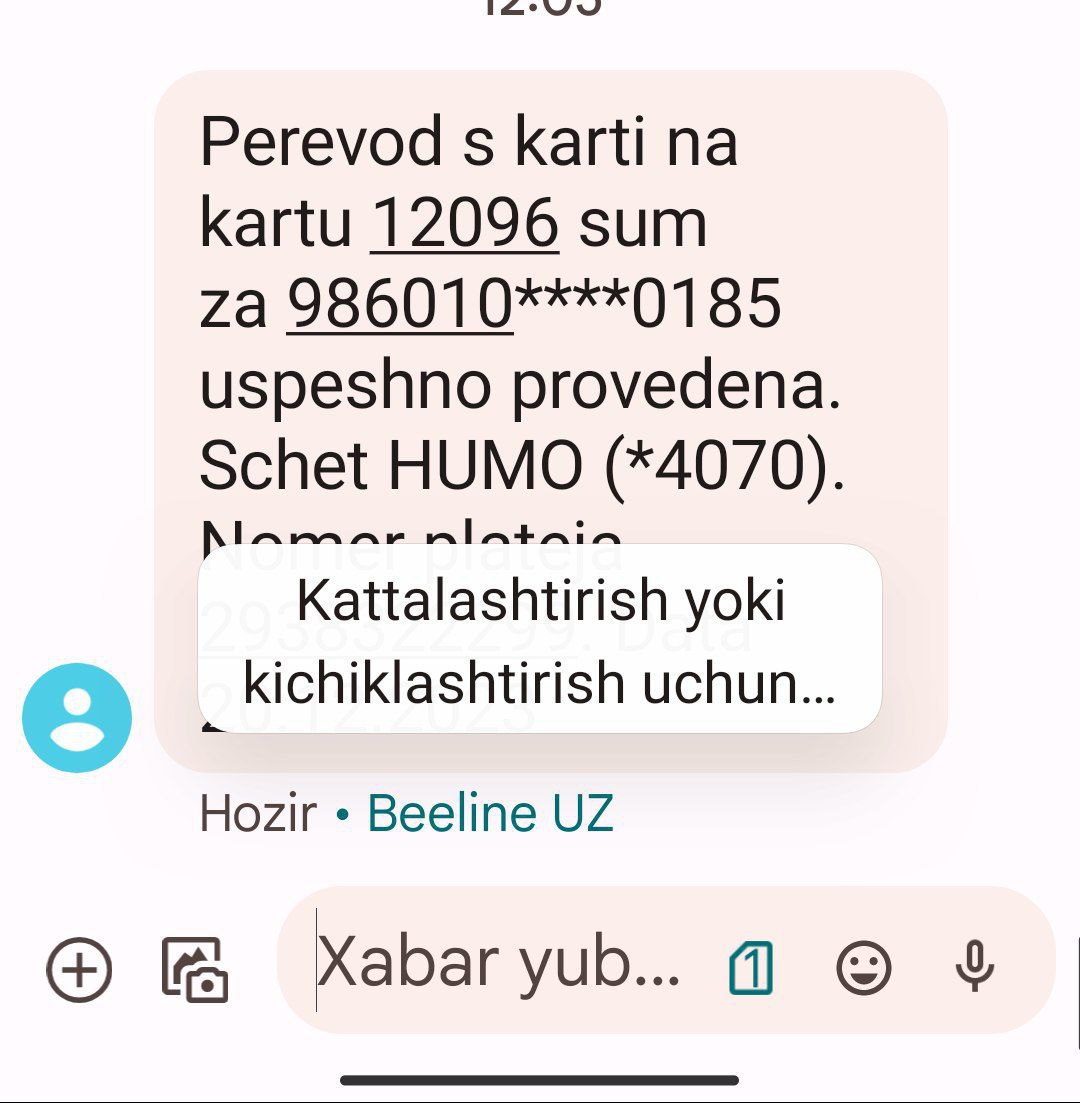 12:05
Perevod s karti na
kartu 12096 sum
za 986010****0185
uspeshno provedena.
Schet HUMO (*4070).
Nomer plateja
2938322299. Data
20.12.2023
Kattalashtirish yoki
kichiklashtirish uchun...
Hozir • Beeline UZ
Xabar yub...
1